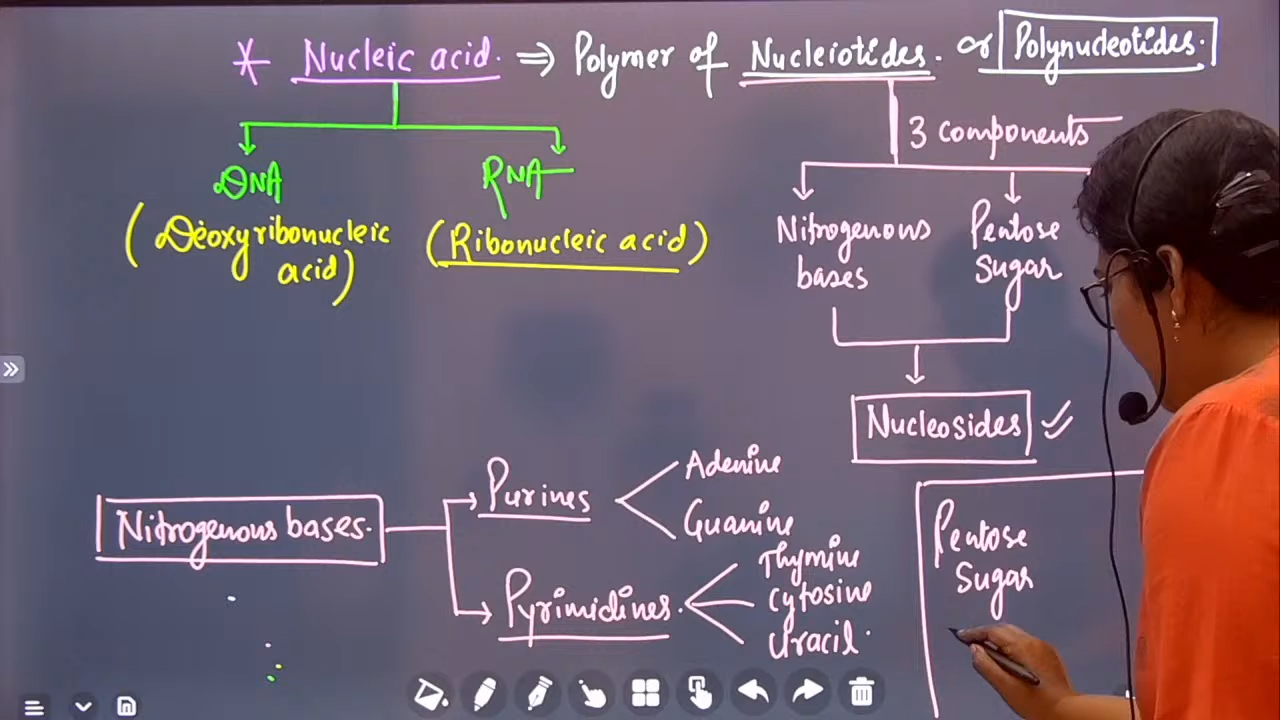 * Nucleic acid. ⇒ Polymer of Nucleiotides. or Polynucleotides.
3 components
DNA
RNA
(Deoxyribonucleic
acid)
(Ribonucleic acid)
Nitrogenous
bases
Pentose
Sugar
Nucleosides
Nitrogenous bases.
Purines
Adenine
Guanine
Pyrimidines.
Thymine
Cytosine
Uracil.
Pentose
Sugar